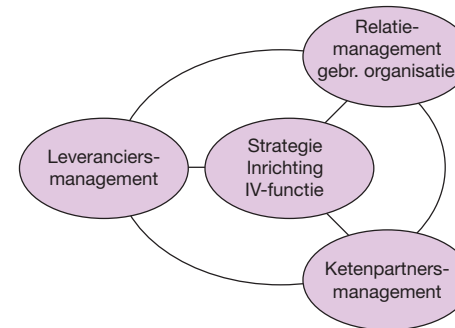 Relatie-
management
gebr. organisatie
Leveranciers-
management
Strategie
Inrichting
IV-functie
Ketenpartners-
management